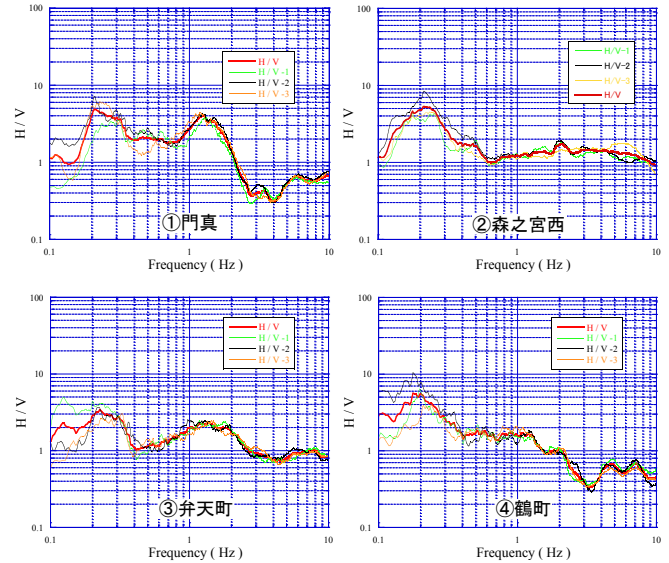 100
10
1
0.1
H / V
H / V
H / V -1
H / V -2
H / V -3
①門真
0.1
1
10
Frequency ( Hz )
100
10
1
0.1
H / V
H/V-1
H/V-2
H/V-3
H/V
②森之宮西
0.1
1
10
Frequency ( Hz )
100
10
1
0.1
H / V
H / V
H / V -1
H / V -2
H / V -3
③弁天町
0.1
1
10
Frequency ( Hz )
100
10
1
0.1
H / V
H / V
H / V -1
H / V -2
H / V -3
④鶴町
0.1
1
10
Frequency ( Hz )